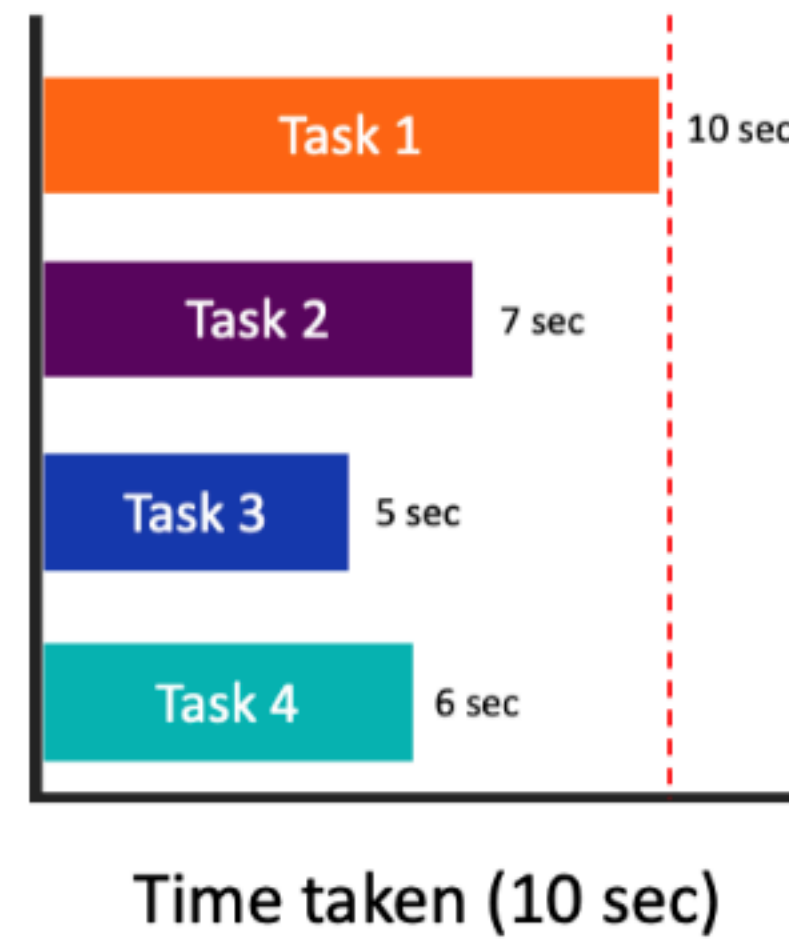 Task 1
10 sec
Task 2
7 sec
Task 3
5 sec
Task 4
6 sec
Time taken (10 sec)